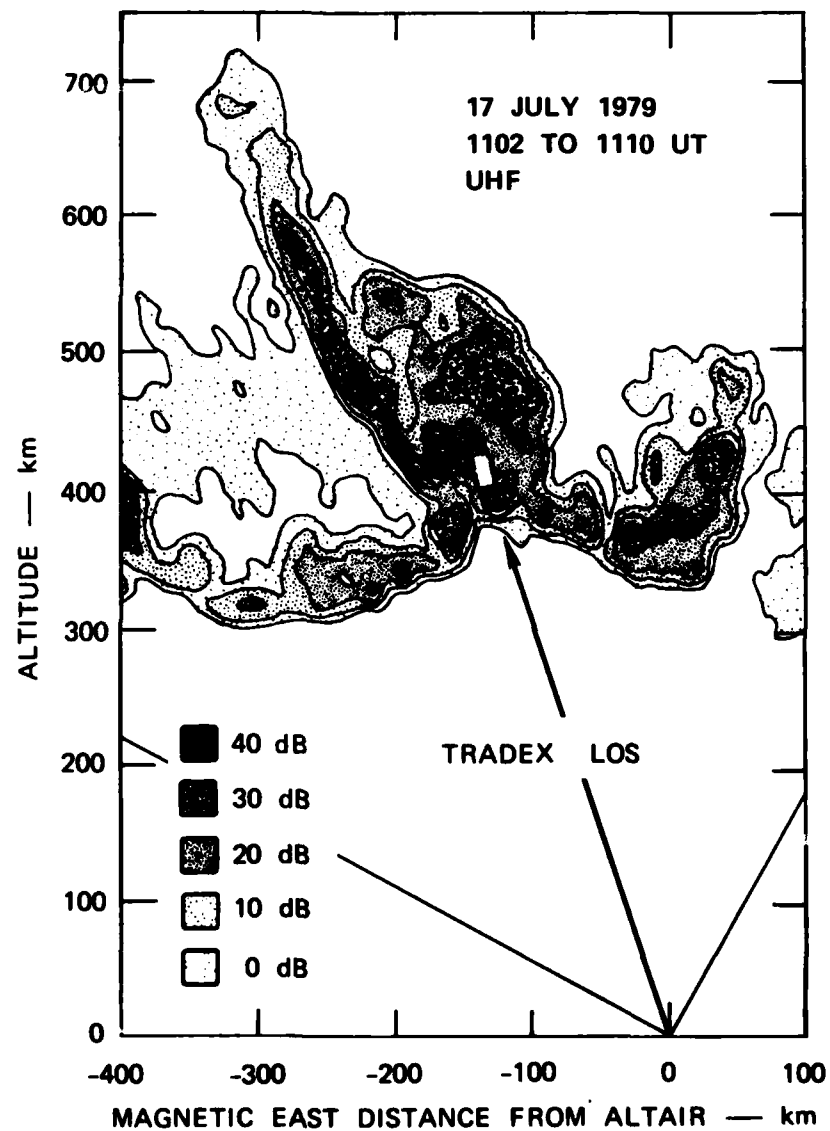 700
600
500
400
300
200
100
0
ALTITUDE — km
17 JULY 1979
1102 TO 1110 UT
UHF
TRADEX LOS
40 dB
30 dB
20 dB
10 dB
0 dB
-400 -300 -200 -100 0 100
MAGNETIC EAST DISTANCE FROM ALTAIR — km